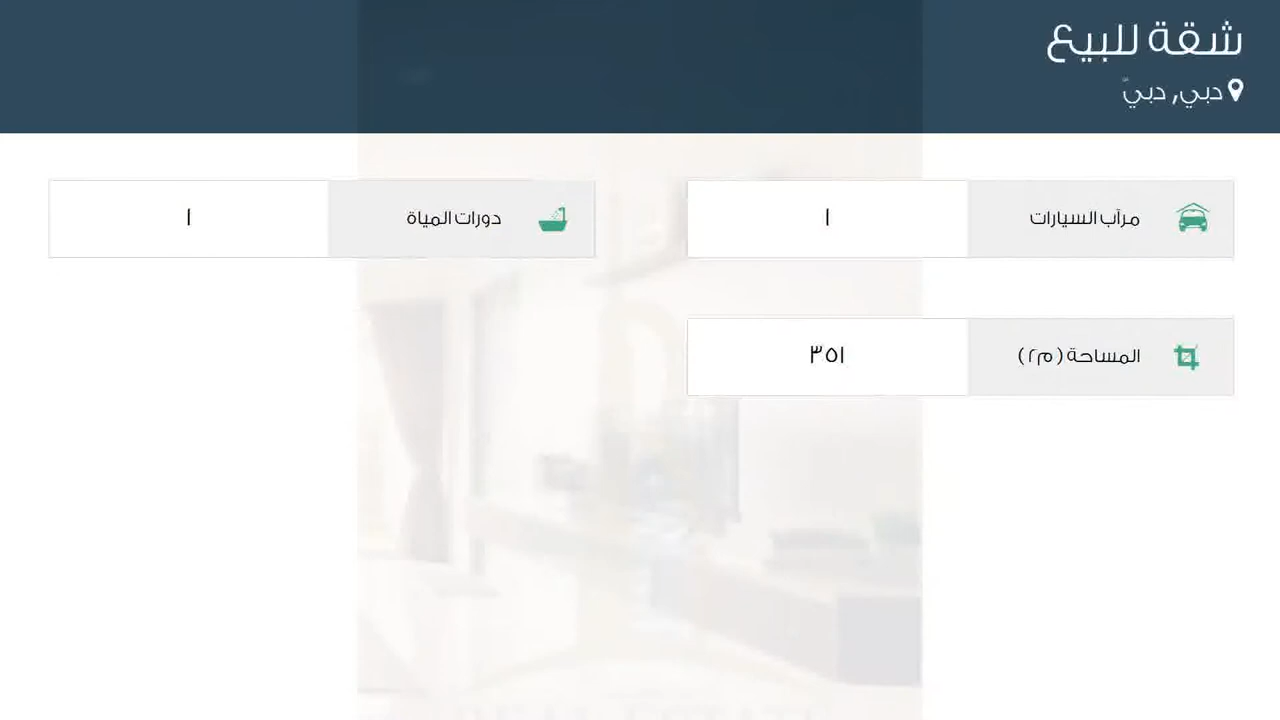 شقة للبيع
دبي, دبيّ
مرآب السيارات ١
دورات المياة ١
المساحة (م٢) ٣٥١